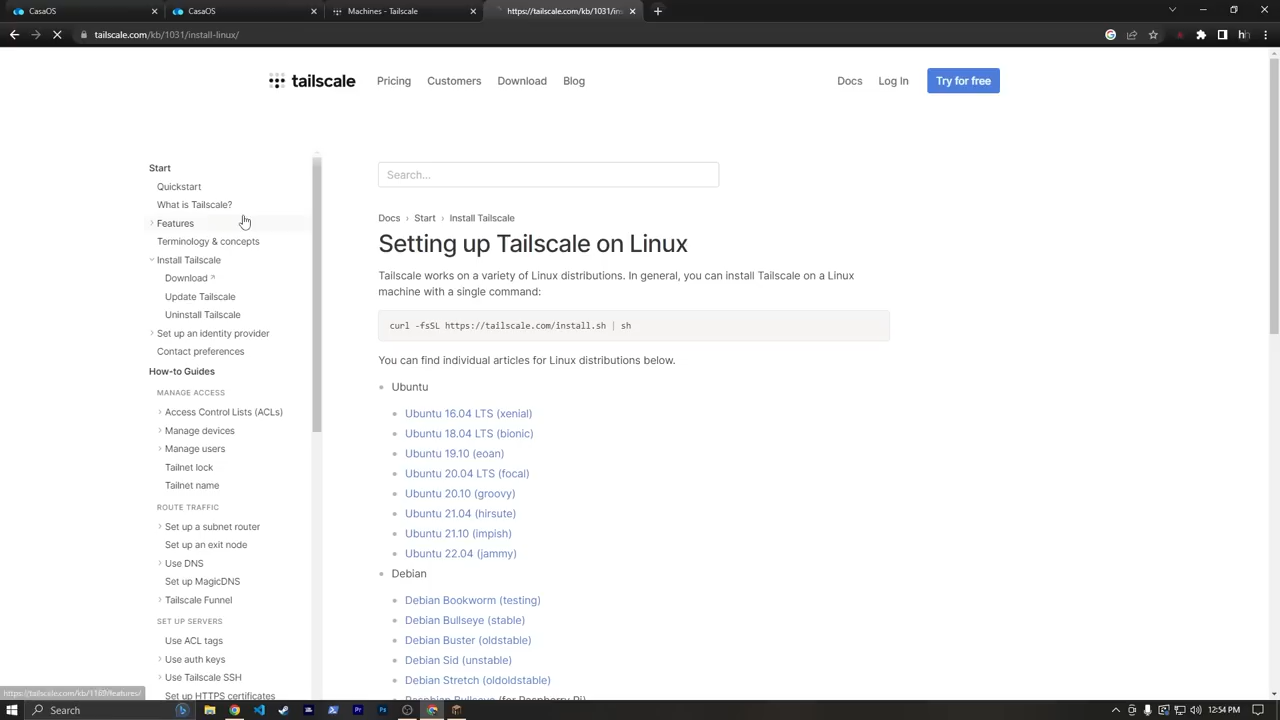 CasaOS
CasaOS
Machines - Tailscale
https://tailscale.com/kb/1031/ins
tailscale.com/kb/1031/install-linux/
tailscale
Pricing
Customers
Download
Blog
Docs
Log In
Try for free
Start
Quickstart
What is Tailscale?
Features
Terminology & concepts
Install Tailscale
Download
Update Tailscale
Uninstall Tailscale
Set up an identity provider
Contact preferences
How-to Guides
MANAGE ACCESS
Access Control Lists (ACLs)
Manage devices
Manage users
Tailnet lock
Tailnet name
ROUTE TRAFFIC
Set up a subnet router
Set up an exit node
Use DNS
Set up MagicDNS
Tailscale Funnel
SET UP SERVERS
Use ACL tags
Use auth keys
Use Tailscale SSH
Set up HTTPS certificates
Search...
Docs › Start › Install Tailscale
Setting up Tailscale on Linux
Tailscale works on a variety of Linux distributions. In general, you can install Tailscale on a Linux
machine with a single command:
curl -fsSL https://tailscale.com/install.sh | sh
You can find individual articles for Linux distributions below.
Ubuntu
Ubuntu 16.04 LTS (xenial)
Ubuntu 18.04 LTS (bionic)
Ubuntu 19.10 (eoan)
Ubuntu 20.04 LTS (focal)
Ubuntu 20.10 (groovy)
Ubuntu 21.04 (hirsute)
Ubuntu 21.10 (impish)
Ubuntu 22.04 (jammy)
Debian
Debian Bookworm (testing)
Debian Bullseye (stable)
Debian Buster (oldstable)
Debian Sid (unstable)
Debian Stretch (oldoldstable)
Raspbian Bullseye (for Raspberry Pi)
https://tailscale.com/kb/1169/features/
Search
12:54 PM